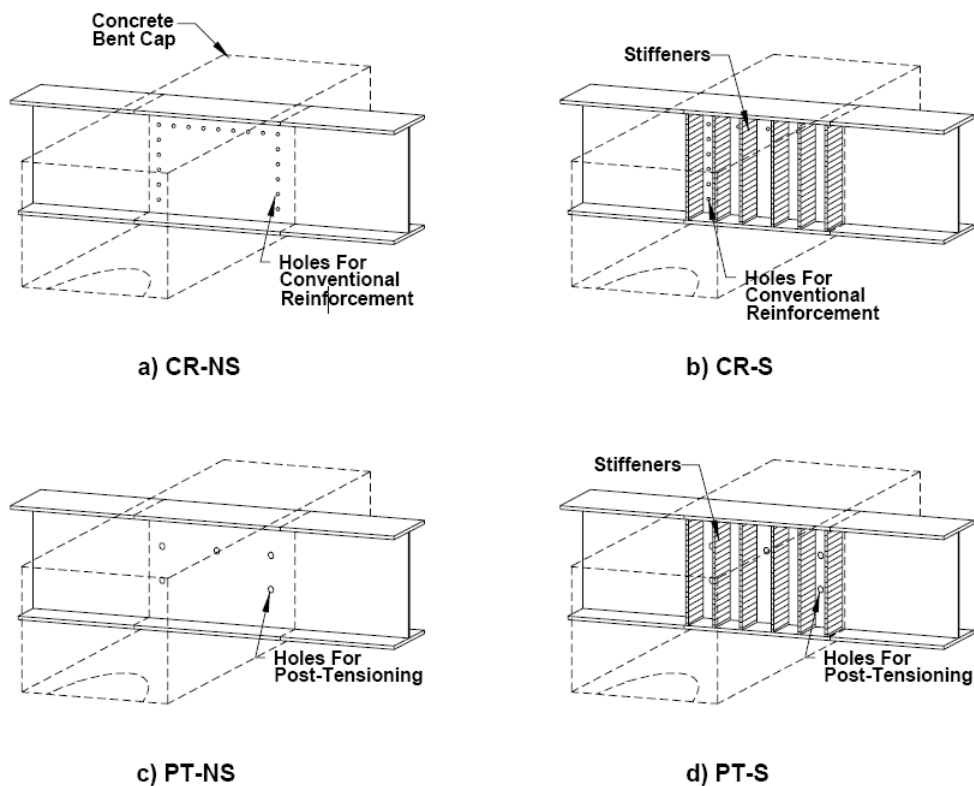 Concrete
Bent Cap
Stiffeners
Holes For
Conventional
Reinforcement
Holes For
Conventional
Reinforcement
a) CR-NS
b) CR-S
Stiffeners
Holes For
Post-Tensioning
Holes For
Post-Tensioning
c) PT-NS
d) PT-S